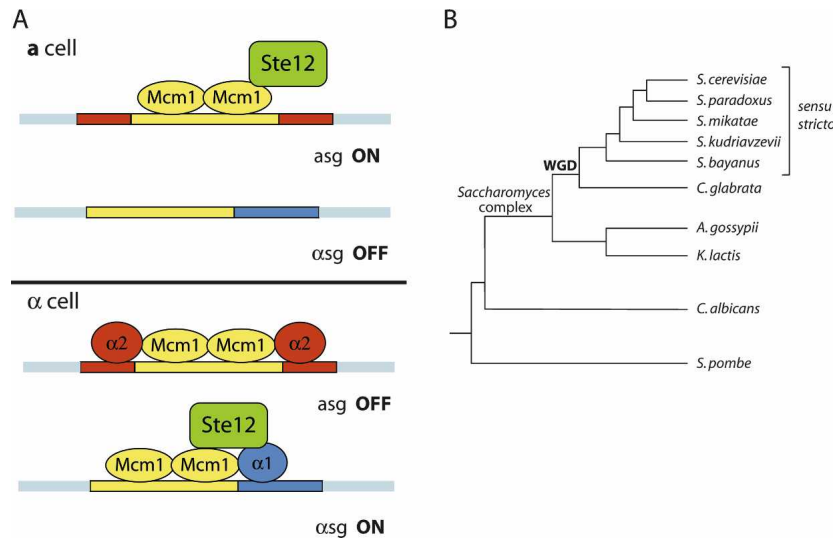 A
a cell
Ste12
Mcm1 Mcm1
asg ON
αsg OFF
α cell
α2 Mcm1 Mcm1 α2
asg OFF
Ste12
Mcm1 Mcm1 α1
αsg ON
B
S. cerevisiae
S. paradoxus
S. mikatae
S. kudriavzevii
S. bayanus
sensu
stricto
WGD
C. glabrata
Saccharomyces
complex
A. gossypii
K. lactis
C. albicans
S. pombe